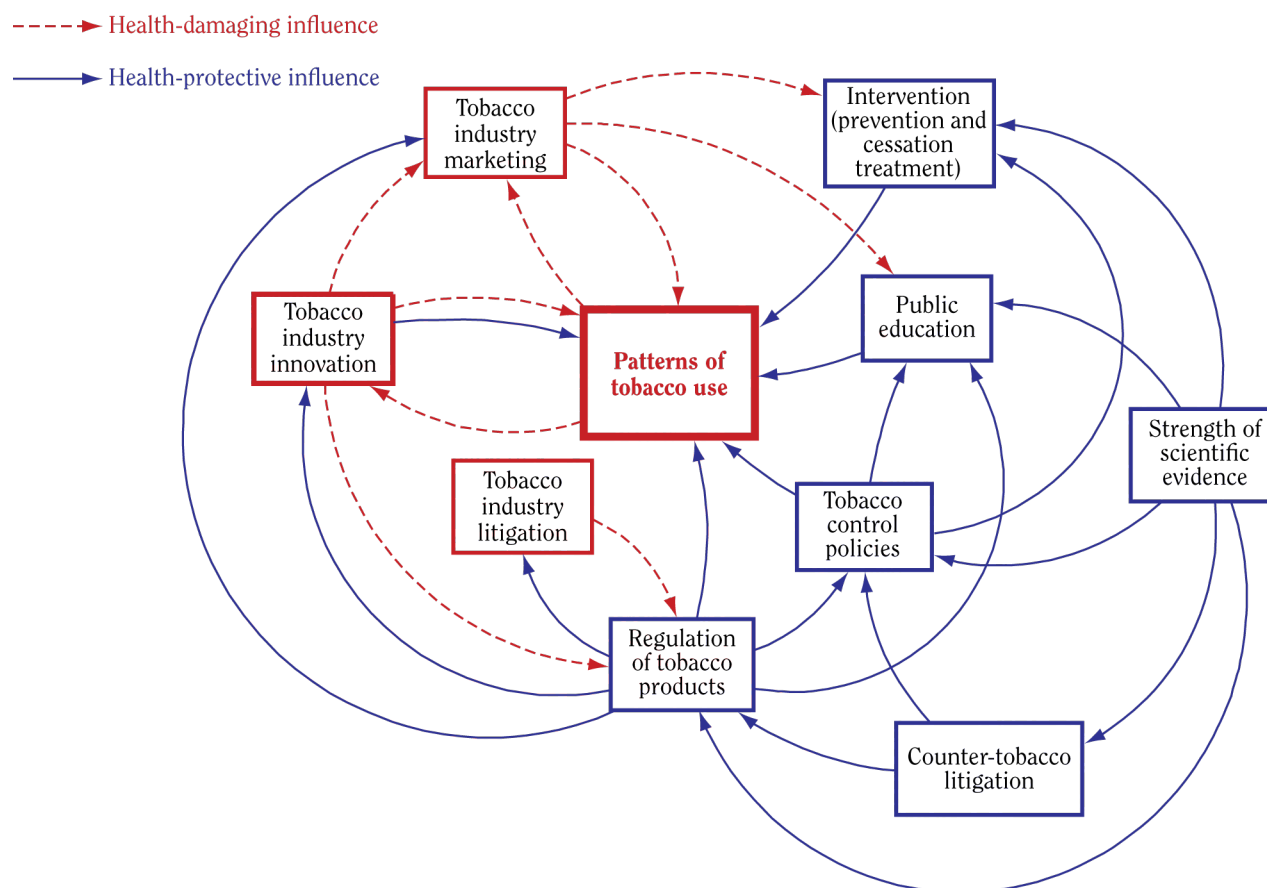 Health-damaging influence
Health-protective influence
Tobacco
industry
marketing
Intervention
(prevention and
cessation
treatment)
Tobacco
industry
innovation
Patterns of
tobacco use
Public
education
Strength of
scientific
evidence
Tobacco
industry
litigation
Tobacco
control
policies
Regulation
of tobacco
products
Counter-tobacco
litigation